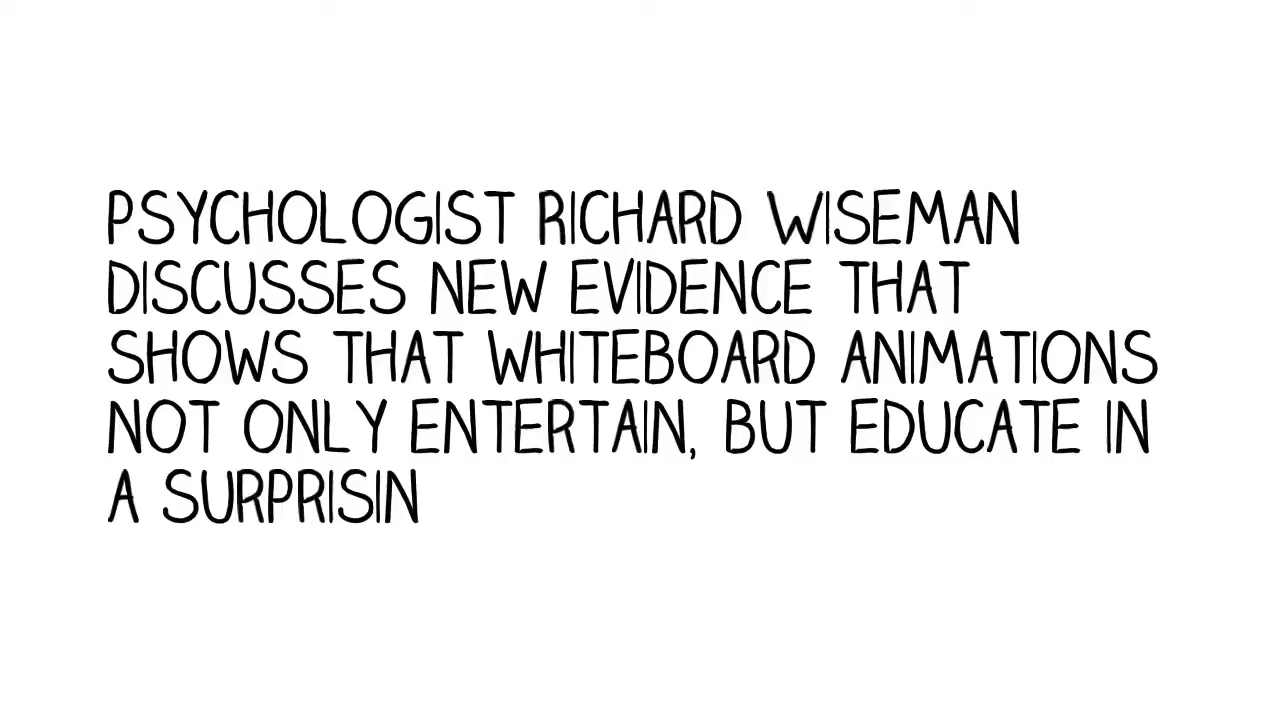 PSYCHOLOGIST RICHARD WISEMAN
DISCUSSES NEW EVIDENCE THAT
SHOWS THAT WHITEBOARD ANIMATIONS
NOT ONLY ENTERTAIN, BUT EDUCATE IN
A SURPRISIN